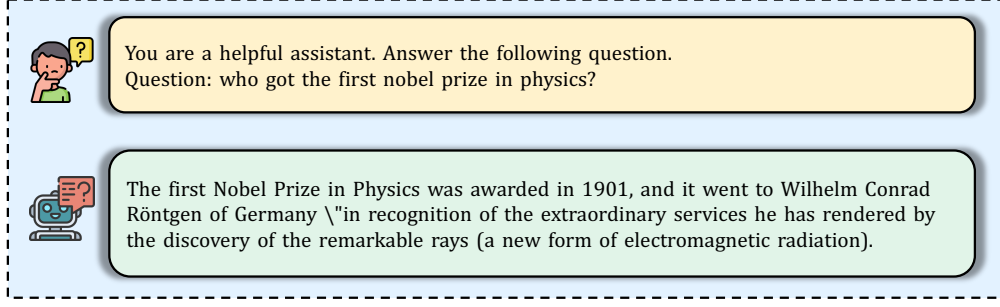 You are a helpful assistant. Answer the following question.
Question: who got the first nobel prize in physics?
The first Nobel Prize in Physics was awarded in 1901, and it went to Wilhelm Conrad
Röntgen of Germany \"in recognition of the extraordinary services he has rendered by
the discovery of the remarkable rays (a new form of electromagnetic radiation).